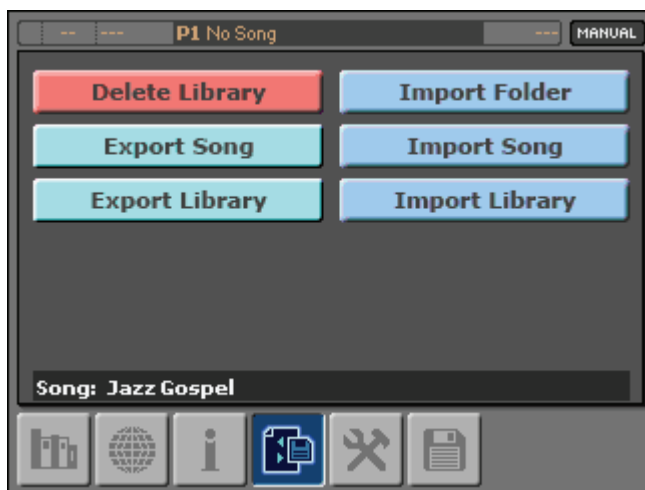 -- --- P1 No Song --- MANUAL
Delete Library Import Folder
Export Song Import Song
Export Library Import Library
Song: Jazz Gospel